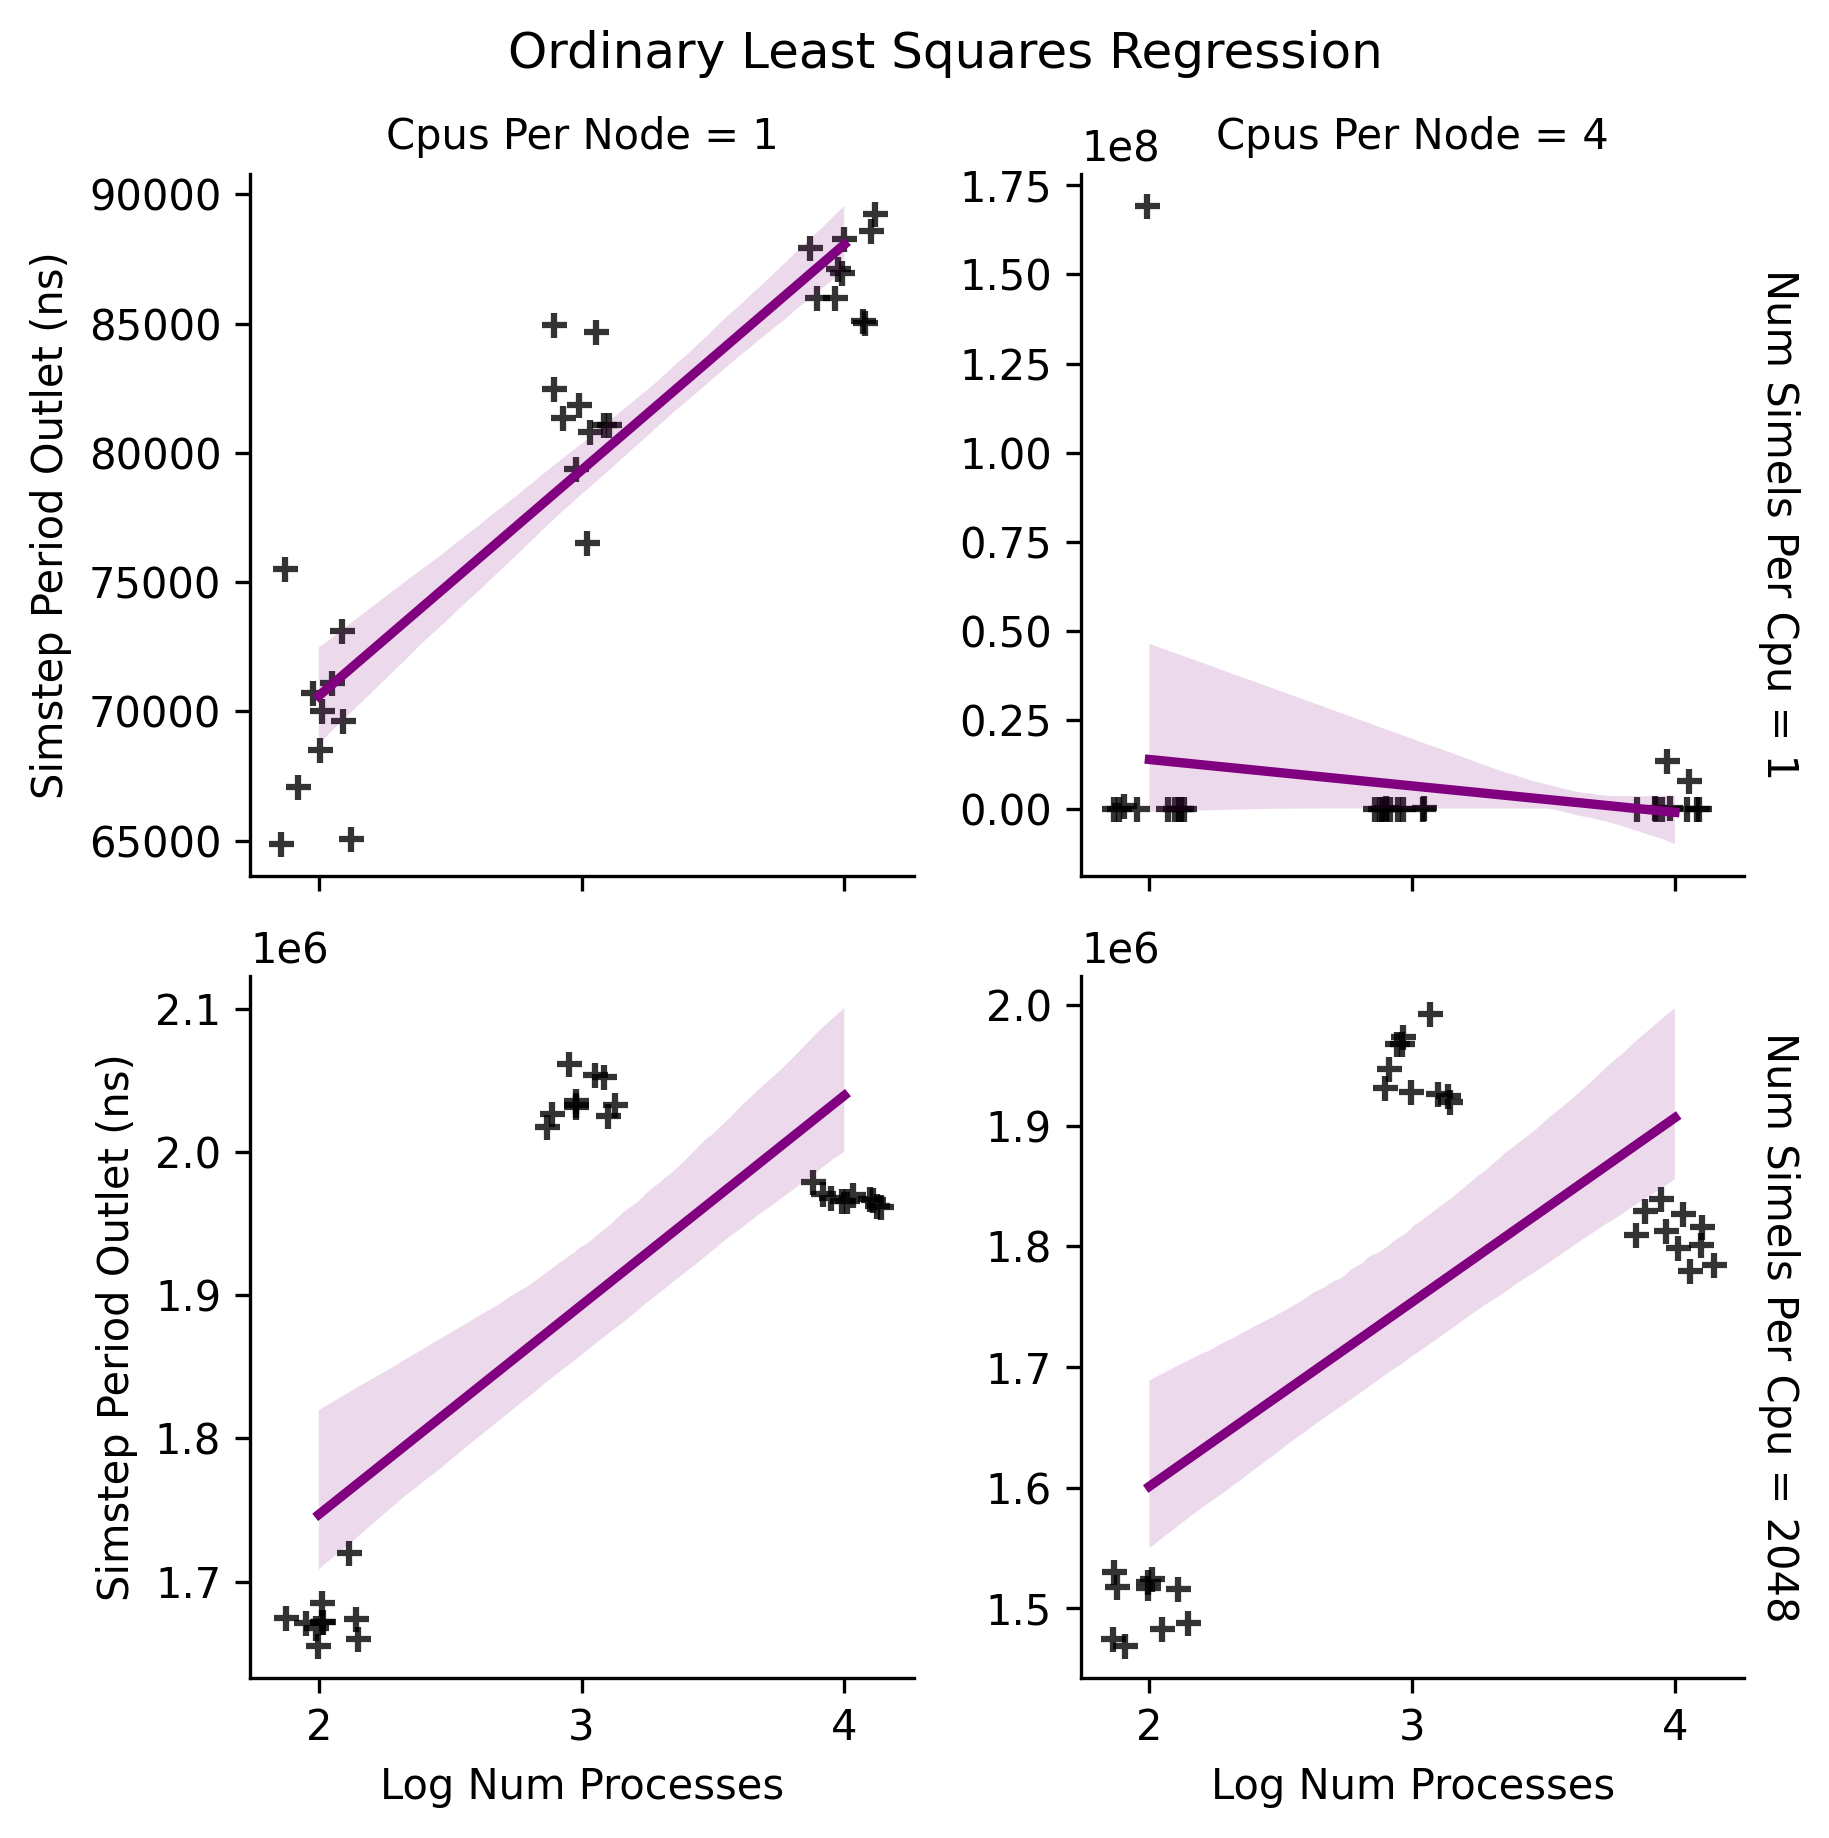 Ordinary Least Squares Regression
Cpus Per Node = 1
Cpus Per Node = 4
1e8
90000
85000
80000
75000
70000
65000
Simstep Period Outlet (ns)
1.75
1.50
1.25
1.00
0.75
0.50
0.25
0.00
Num Simels Per Cpu = 1
1e6
2.1
2.0
1.9
1.8
1.7
Simstep Period Outlet (ns)
2
3
4
Log Num Processes
1e6
2.0
1.9
1.8
1.7
1.6
1.5
2
3
4
Log Num Processes
Num Simels Per Cpu = 2048